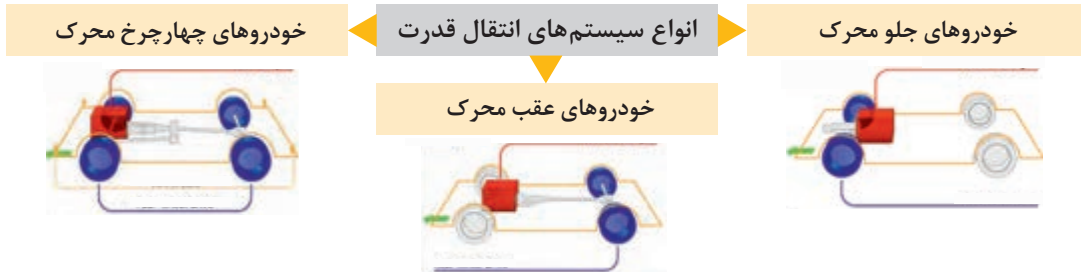 انواع سیستم‌های انتقال قدرت
خودروهای جلو محرک
خودروهای عقب محرک
خودروهای چهارچرخ محرک